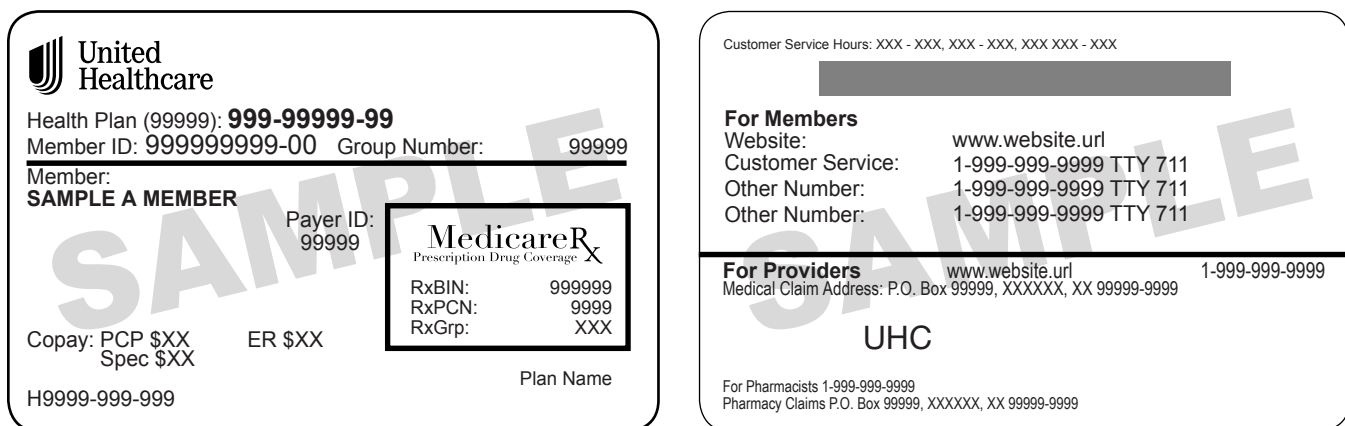 United
Healthcare
Health Plan (99999): 999-99999-99
Member ID: 999999999-00 Group Number: 99999
Member:
SAMPLE A MEMBER
Payer ID:
99999
MedicareRx
Prescription Drug Coverage
RxBIN: 999999
RxPCN: 9999
RxGrp: XXX
Copay: PCP $XX ER $XX
Spec $XX
Plan Name
H9999-999-999
SAMPLE
Customer Service Hours: XXX - XXX, XXX - XXX, XXX XXX - XXX
For Members
Website: www.website.url
Customer Service: 1-999-999-9999 TTY 711
Other Number: 1-999-999-9999 TTY 711
Other Number: 1-999-999-9999 TTY 711
For Providers www.website.url 1-999-999-9999
Medical Claim Address: P.O. Box 99999, XXXXXX, XX 99999-9999
UHC
For Pharmacists 1-999-999-9999
Pharmacy Claims P.O. Box 99999, XXXXXX, XX 99999-9999
SAMPLE